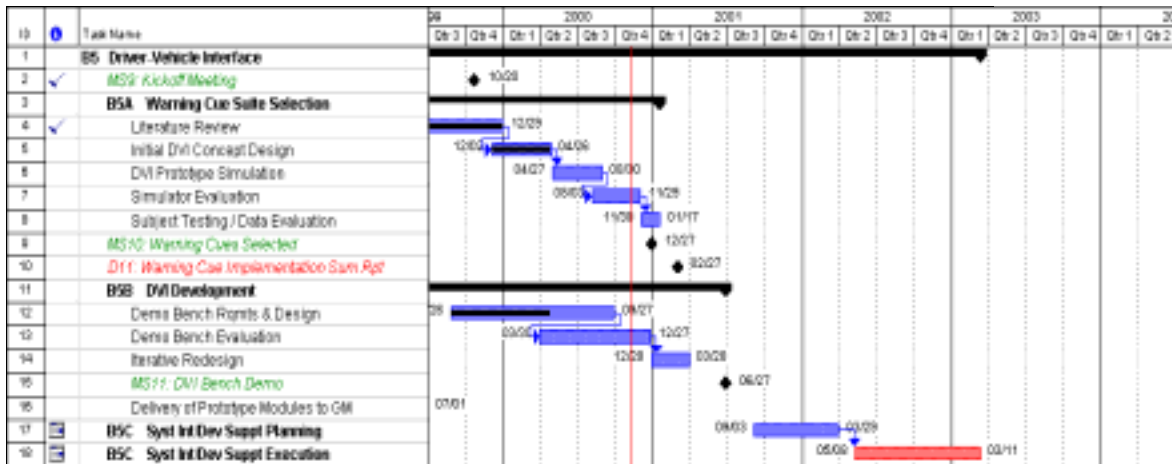 99 2000 2001 2002 2003
ID Task Name Qtr 3 Qtr 4 Qtr 1 Qtr 2 Qtr 3 Qtr 4 Qtr 1 Qtr 2 Qtr 3 Qtr 4 Qtr 1 Qtr 2 Qtr 3 Qtr 4 Qtr 1 Qtr 2 Qtr 3 Qtr 4 Qtr 1 Qtr 2
1 B5 Driver-Vehicle Interface
2 MS9: Kickoff Meeting 10/28
3 B5A Warning Cue Suite Selection
4 Literature Review 12/29
5 Initial DVI Concept Design 04/26
6 DVI Prototype Simulation 04/27 08/30
7 Simulator Evaluation 11/29
8 Subject Testing / Data Evaluation 11/30 01/17
9 MS10: Warning Cues Selected 12/27
10 D11: Warning Cue Implementation Sum Rpt 02/27
11 B5B DVI Development
12 Demo Bench Rqmts & Design 09/27
13 Demo Bench Evaluation 12/27
14 Iterative Redesign 12/28 03/28
15 MS11: DVI Bench Demo 06/27
16 Delivery of Prototype Modules to GM 07/01
17 B5C Syst Int Dev Suppt Planning 09/03 03/29
18 B5C Syst Int Dev Suppt Execution 05/08 03/11